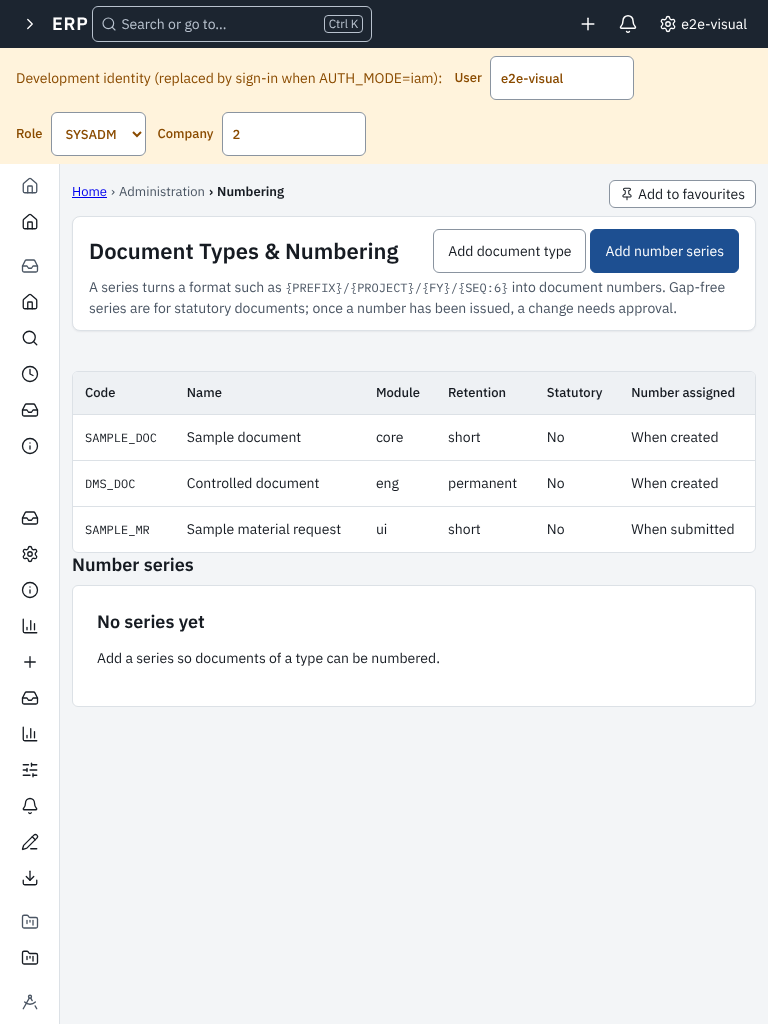 ERP Search or go to... Ctrl K e2e-visual
Development identity (replaced by sign-in when AUTH_MODE=iam): User e2e-visual
Role SYSADM Company 2
Home › Administration › Numbering Add to favourites
Document Types & Numbering Add document type Add number series
A series turns a format such as {PREFIX}/{PROJECT}/{FY}/{SEQ:6} into document numbers. Gap-free
series are for statutory documents; once a number has been issued, a change needs approval.
Code Name Module Retention Statutory Number assigned
SAMPLE_DOC Sample document core short No When created
DMS_DOC Controlled document eng permanent No When created
SAMPLE_MR Sample material request ui short No When submitted
Number series
No series yet
Add a series so documents of a type can be numbered.